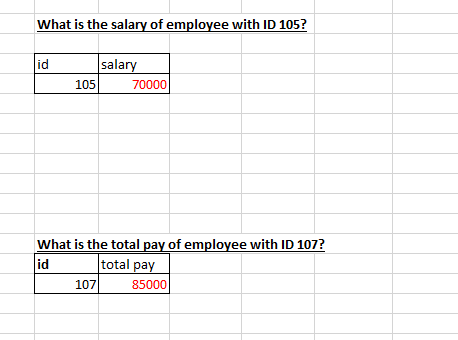 What is the salary of employee with ID 105?
id salary
105 70000
What is the total pay of employee with ID 107?
id total pay
107 85000